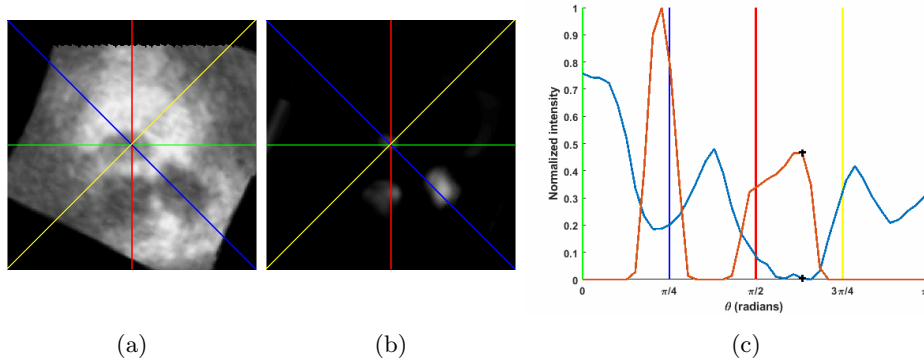 (c)
1
0.9
0.8
0.7
0.6
0.5
0.4
0.3
0.2
0.1
0
Normalized intensity
0 π/4 π/2 3π/4 π
θ (radians)
(a) (b) (c)